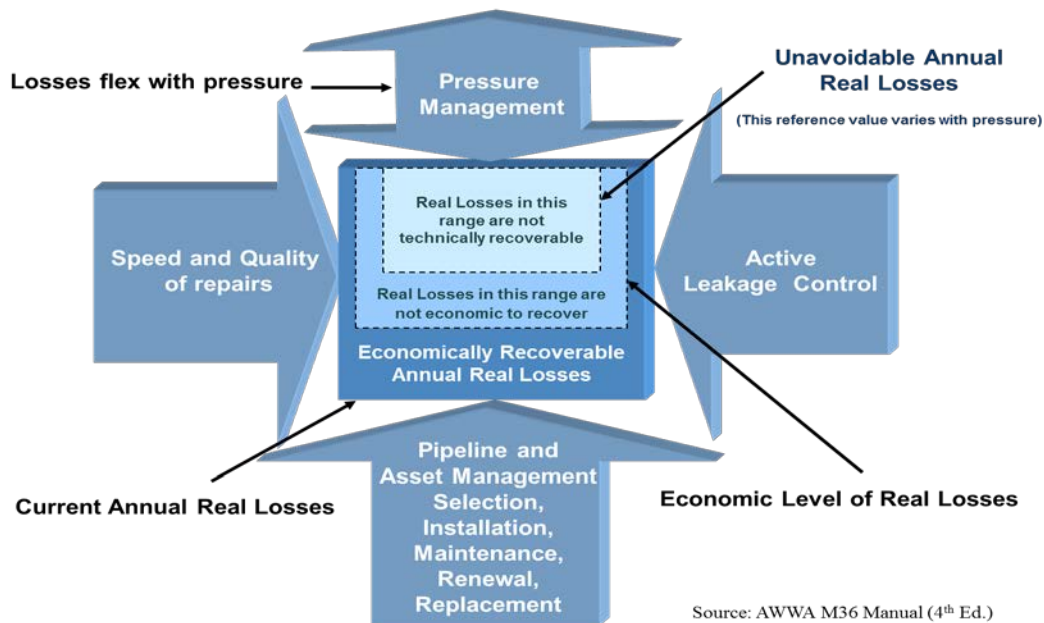 Losses flex with pressure
Pressure
Management
Unavoidable Annual
Real Losses
(This reference value varies with pressure)
Speed and Quality
of repairs
Real Losses in this
range are not
technically recoverable
Real Losses in this range are
not economic to recover
Economically Recoverable
Annual Real Losses
Active
Leakage Control
Current Annual Real Losses
Pipeline and
Asset Management
Selection,
Installation,
Maintenance,
Renewal,
Replacement
Economic Level of Real Losses
Source: AWWA M36 Manual (4th Ed.)